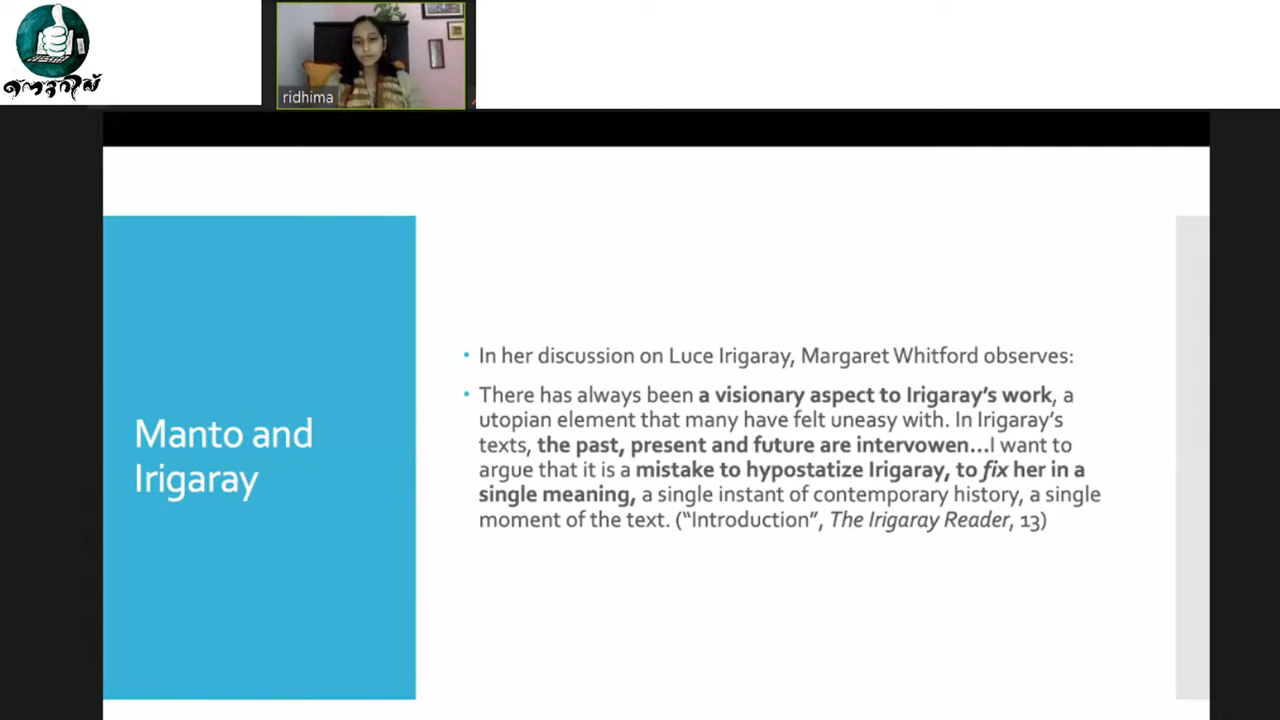 ridhima
Manto and
Irigaray
• In her discussion on Luce Irigaray, Margaret Whitford observes:
• There has always been a visionary aspect to Irigaray’s work, a
utopian element that many have felt uneasy with. In Irigaray’s
texts, the past, present and future are intervowen…I want to
argue that it is a mistake to hypostatize Irigaray, to fix her in a
single meaning, a single instant of contemporary history, a single
moment of the text. (“Introduction”, The Irigaray Reader, 13)